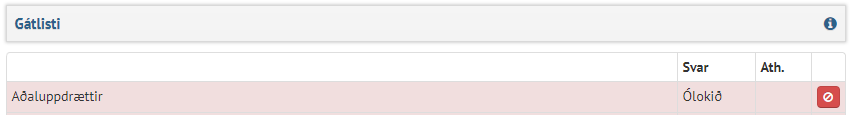 Gátlisti
Svar Ath.
Aðaluppdrættir Ólokið